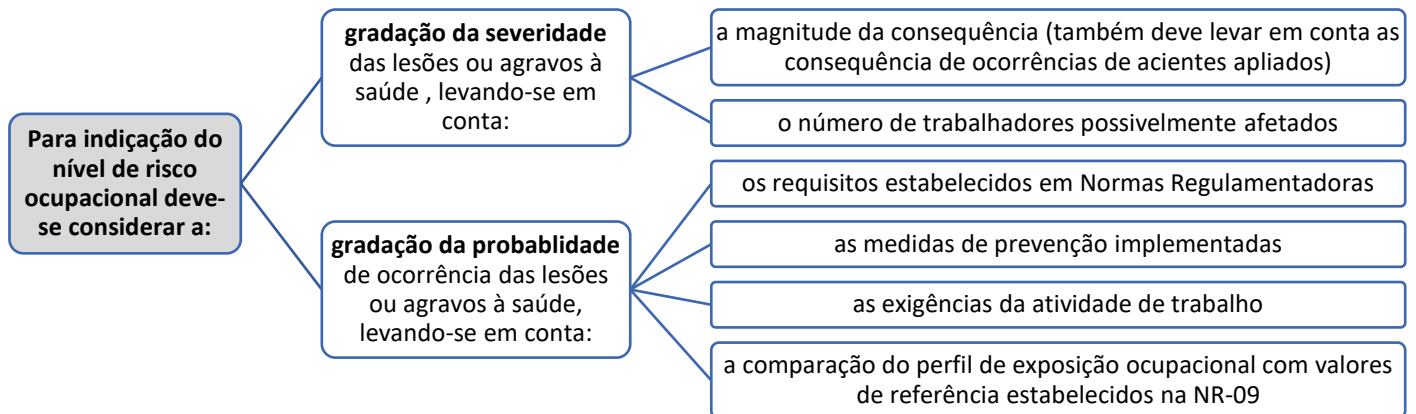 Para indicação do
nível de risco
ocupacional deve-
se considerar a:
gradação da severidade
das lesões ou agravos à
saúde , levando-se em
conta:
a magnitude da consequência (também deve levar em conta as
consequência de ocorrências de acientes apliados)
o número de trabalhadores possivelmente afetados
gradação da probablidade
de ocorrência das lesões
ou agravos à saúde,
levando-se em conta:
os requisitos estabelecidos em Normas Regulamentadoras
as medidas de prevenção implementadas
as exigências da atividade de trabalho
a comparação do perfil de exposição ocupacional com valores
de referência estabelecidos na NR-09